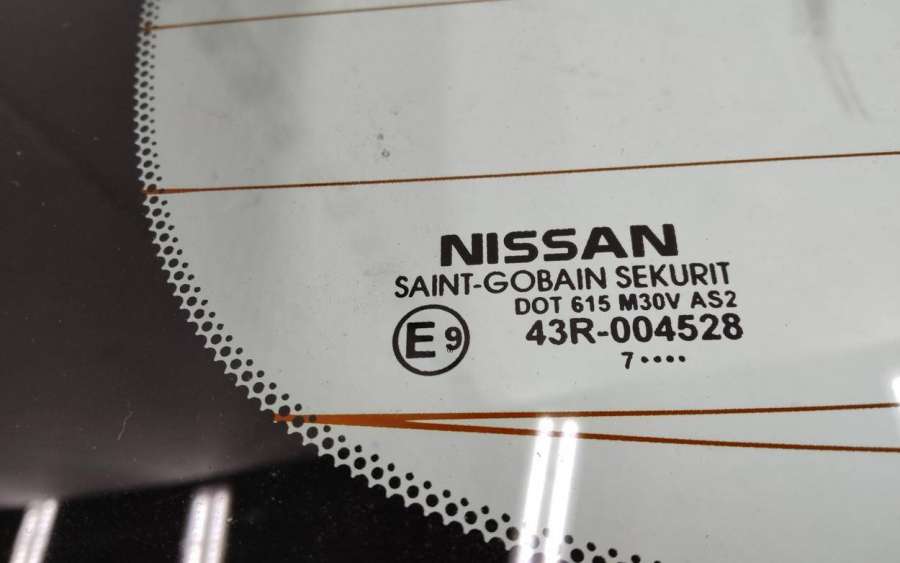 NISSAN
SAINT-GOBAIN SEKURIT
DOT 615 M30V AS2
E9 43R-004528
7 ••••